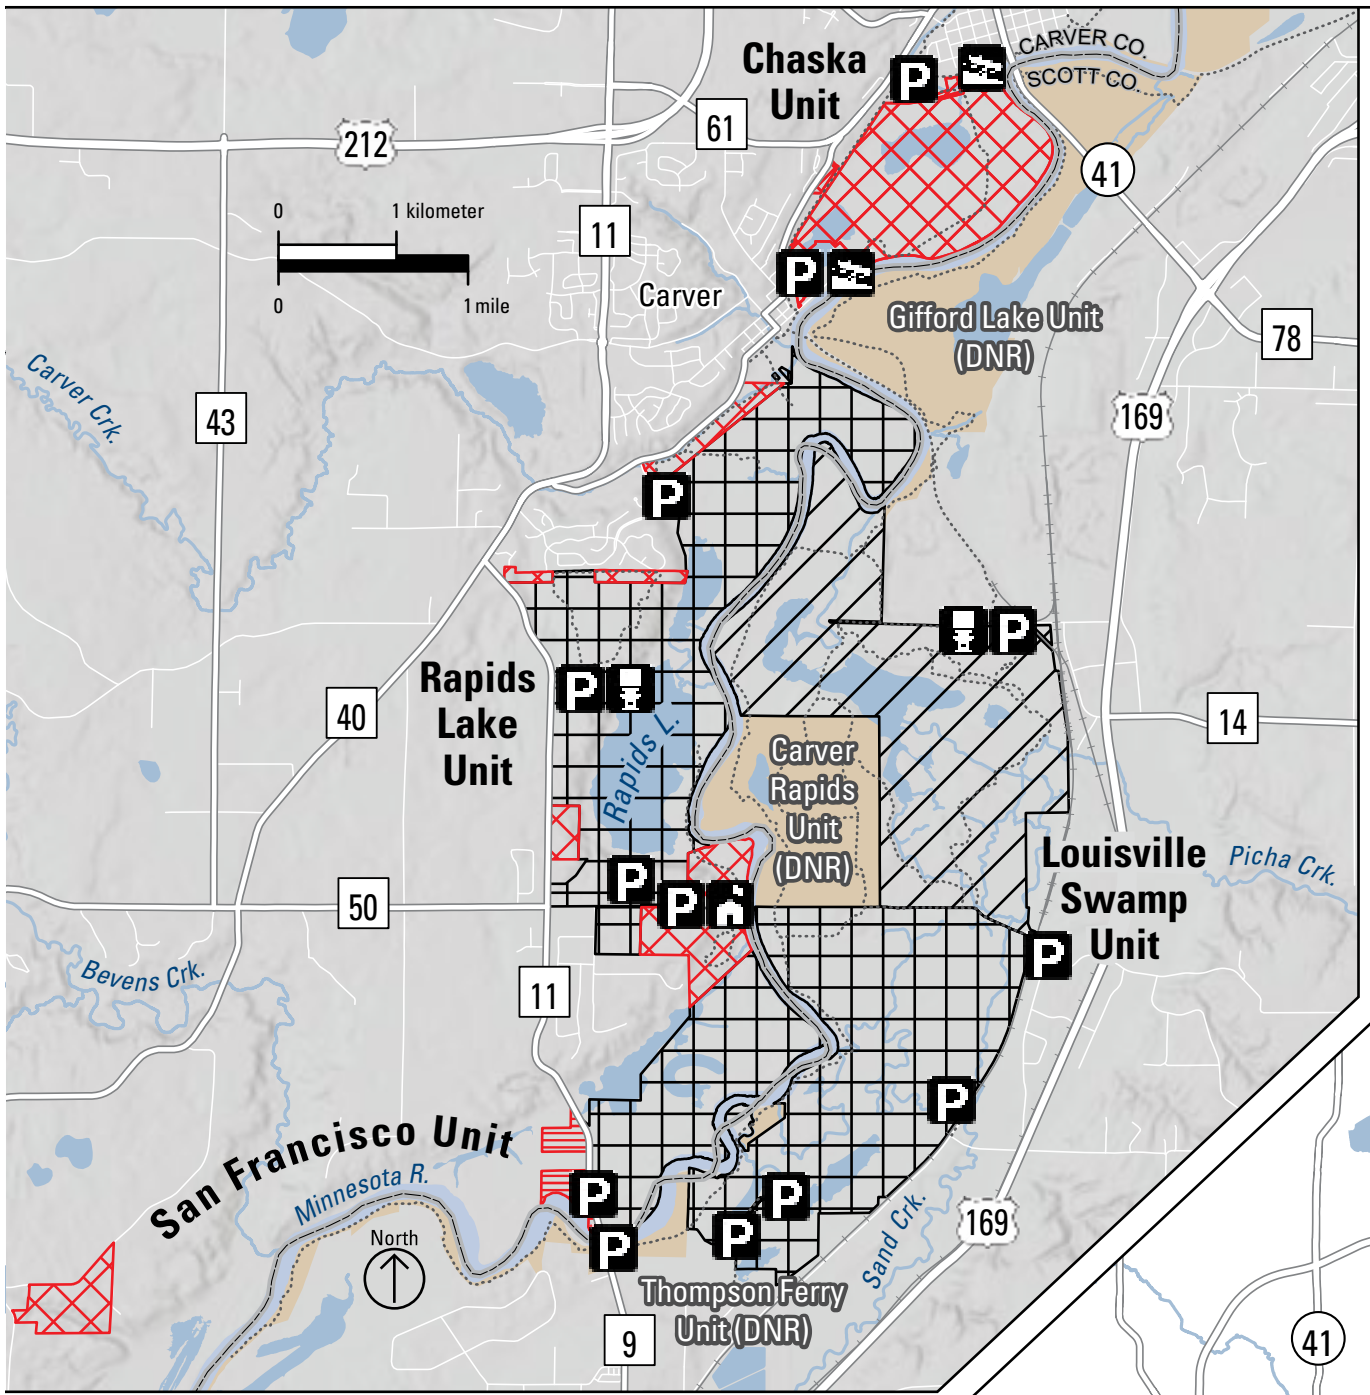 Chaska
Unit
CARVER CO.
SCOTT CO.
P
61
212
41
0
1 kilometer
11
P
0
1 mile
Carver
Gifford Lake Unit
(DNR)
78
Carver Crk.
43
169
P
P
Rapids
Lake
Unit
P
Rapids L.
40
14
Carver
Rapids
Unit
(DNR)
Louisville
Swamp
Unit
Picha Crk.
P
P
50
P
Bevens Crk.
11
P
San Francisco Unit
Minnesota R.
P
P
P
P
Sand Crk.
169
North
Thompson Ferry
Unit (DNR)
9
41